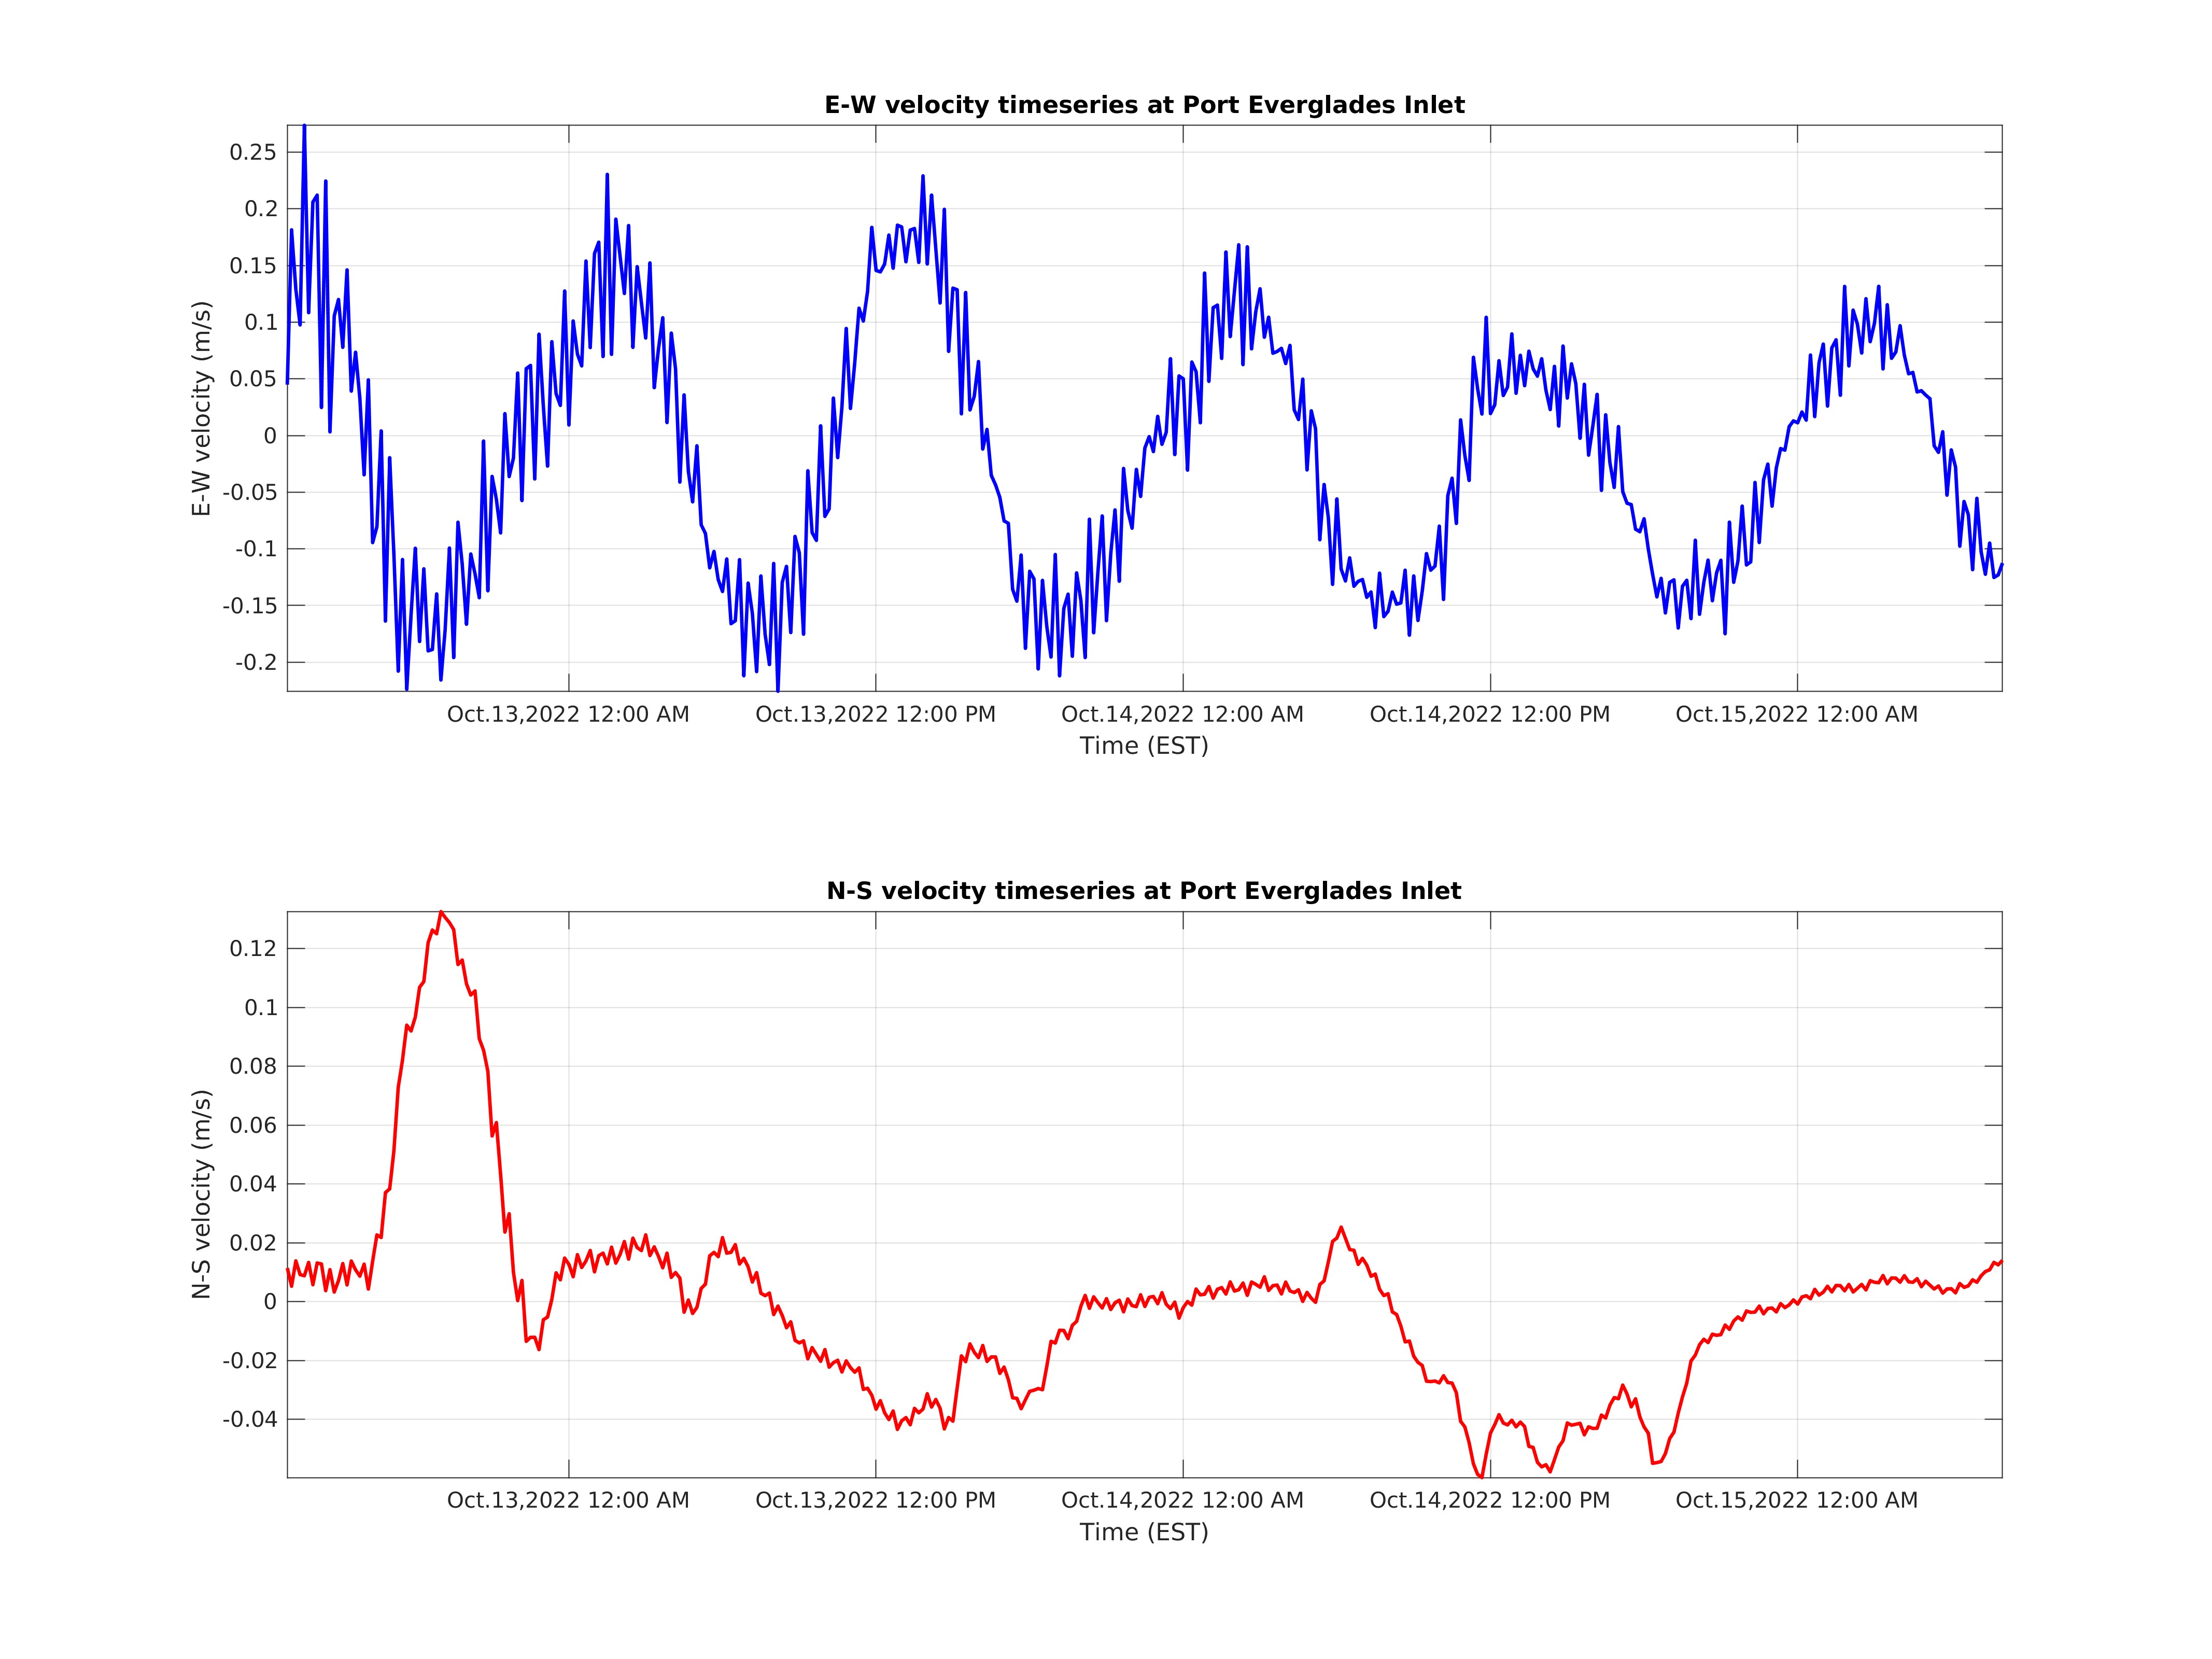 E-W velocity timeseries at Port Everglades Inlet
E-W velocity (m/s)
0.25
0.2
0.15
0.1
0.05
0
-0.05
-0.1
-0.15
-0.2
Oct.13,2022 12:00 AM
Oct.13,2022 12:00 PM
Oct.14,2022 12:00 AM
Oct.14,2022 12:00 PM
Oct.15,2022 12:00 AM
Time (EST)
N-S velocity timeseries at Port Everglades Inlet
N-S velocity (m/s)
0.12
0.1
0.08
0.06
0.04
0.02
0
-0.02
-0.04
Oct.13,2022 12:00 AM
Oct.13,2022 12:00 PM
Oct.14,2022 12:00 AM
Oct.14,2022 12:00 PM
Oct.15,2022 12:00 AM
Time (EST)